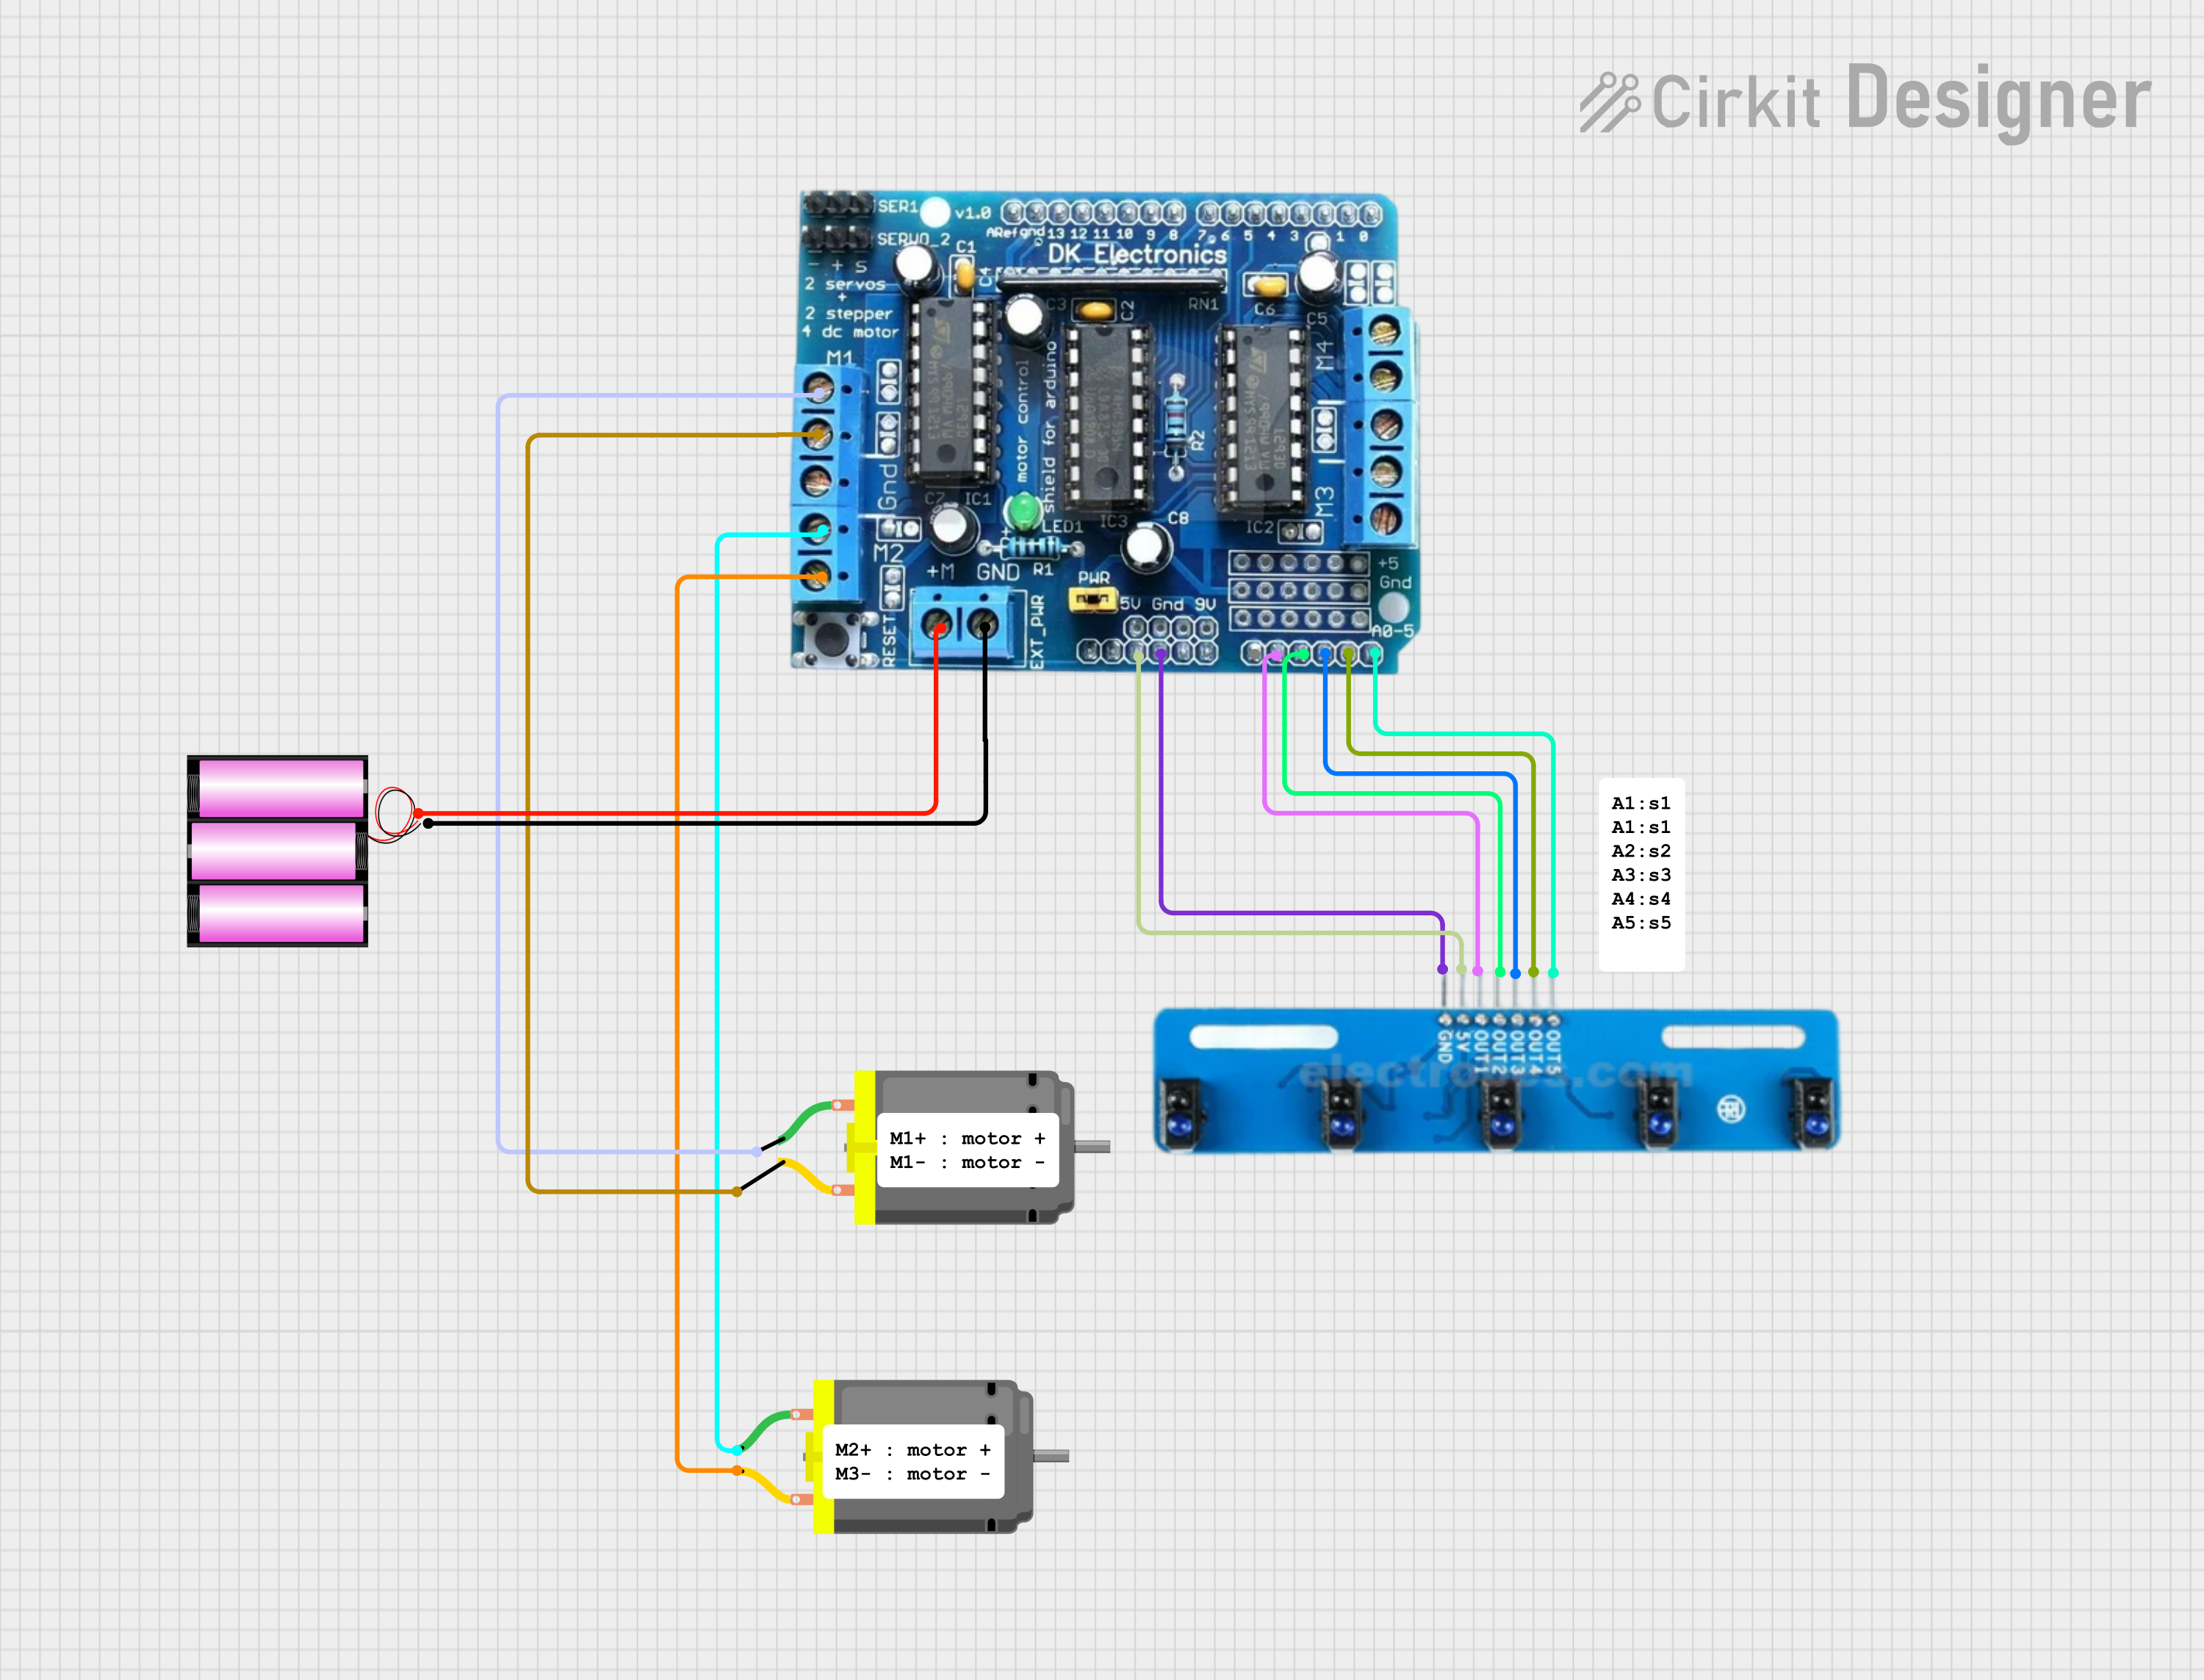 Cirkit Designer
SER1
v1.0
SERVO_2
ARef gnd 13 12 11 10 9 8 7 6 5 4 3 1 0
C1
DK Electronics
- + S
2 servos
+
2 stepper
4 dc motor
C4
C3
C2
RN1
C6
C5
M1
M4
motor control
shield for arduino
R2
Gnd
C7
IC1
IC3
C8
IC2
M3
LED1
M2
+M
GND
R1
PWR
+5
Gnd
5V Gnd 9V
RESET
EXT_PWR
A0-5
A1:s1
A1:s1
A2:s2
A3:s3
A4:s4
A5:s5
GND
5V
OUT1
OUT2
OUT3
OUT4
OUT5
electrobes.com
M1+ : motor +
M1- : motor -
M2+ : motor +
M3- : motor -